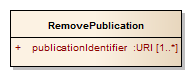 RemovePublication
+ publicationIdentifier :URI [1..*]